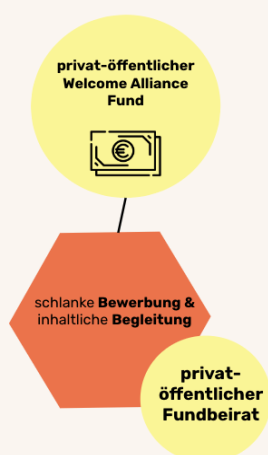 privat-öffentlicher
Welcome Alliance
Fund
€
schlanke Bewerbung &
inhaltliche Begleitung
privat-
öffentlicher
Fundbeirat